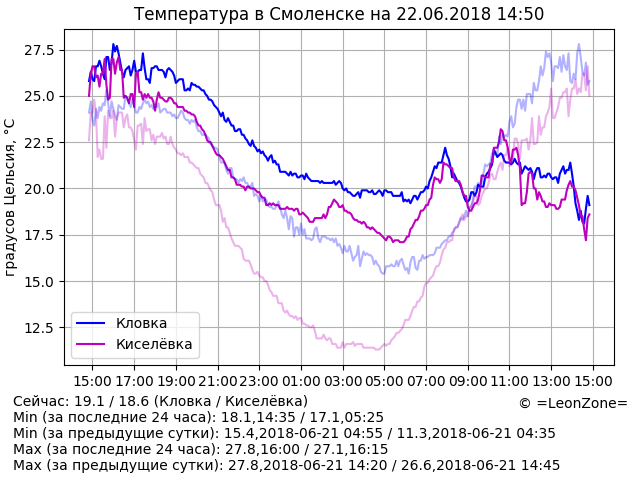 Температура в Смоленске на 22.06.2018 14:50
градусов Цельсия, °C
27.5
25.0
22.5
20.0
17.5
15.0
12.5
Кловка
Киселёвка
15:00 17:00 19:00 21:00 23:00 01:00 03:00 05:00 07:00 09:00 11:00 13:00 15:00
Сейчас: 19.1 / 18.6 (Кловка / Киселёвка)
© =LeonZone=
Min (за последние 24 часа): 18.1,14:35 / 17.1,05:25
Min (за предыдущие сутки): 15.4,2018-06-21 04:55 / 11.3,2018-06-21 04:35
Max (за последние 24 часа): 27.8,16:00 / 27.1,16:15
Max (за предыдущие сутки): 27.8,2018-06-21 14:20 / 26.6,2018-06-21 14:45